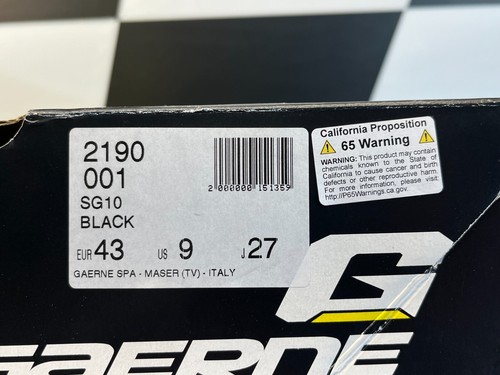 2190
001
SG10
BLACK
2 000000 151359
EUR 43 US 9 J 27
GAERNE SPA - MASER (TV) - ITALY
California Proposition
65 Warning
WARNING: This product may contain
chemicals known to the State of
California to cause cancer and birth
defects or other reproductive harm.
For more information, please visit:
http://P65Warnings.ca.gov.
G
GAERNE